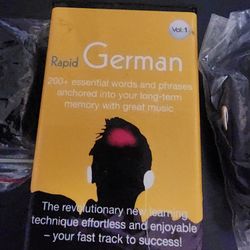 Rapid German
Vol:1
200+ essential words and phrases
anchored into your long-term
memory with great music
The revolutionary new learning
technique effortless and enjoyable
– your fast track to success!